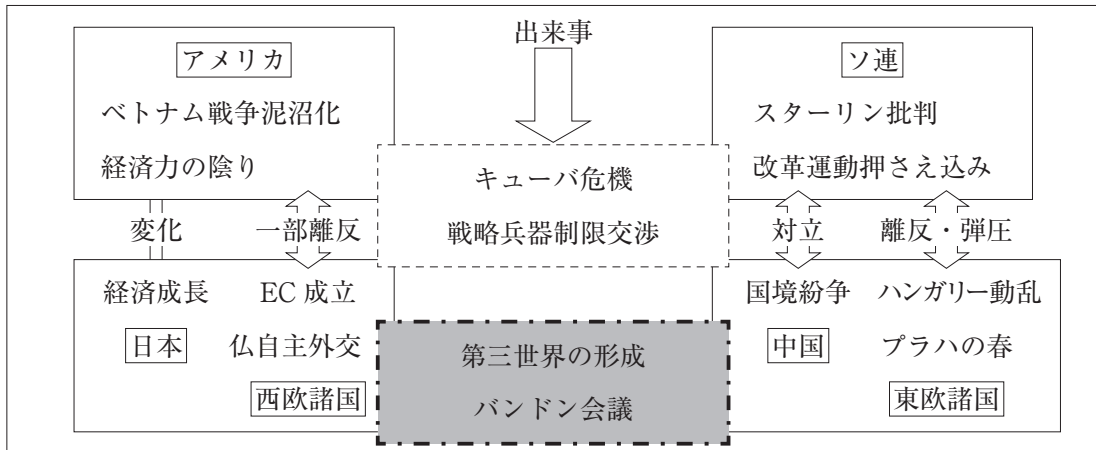 出来事
アメリカ
ベトナム戦争泥沼化
経済力の陰り
ソ連
スターリン批判
改革運動押さえ込み
キューバ危機
戦略兵器制限交渉
変化
一部離反
対立
離反・弾圧
経済成長
EC 成立
日本
仏自主外交
西欧諸国
第三世界の形成
バンドン会議
国境紛争
ハンガリー動乱
中国
プラハの春
東欧諸国